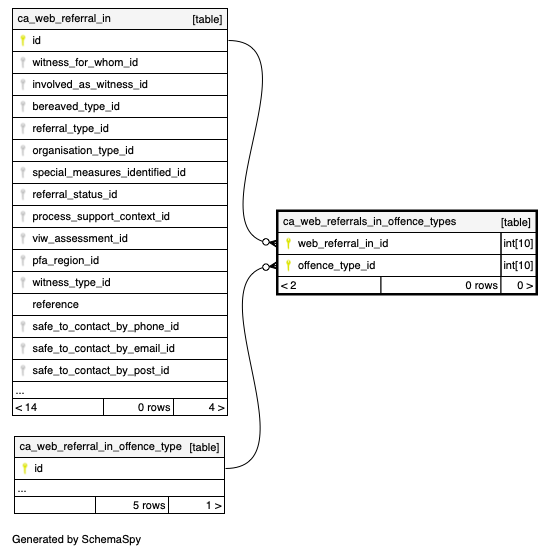 ca_web_referral_in [table]
id
witness_for_whom_id
involved_as_witness_id
bereaved_type_id
referral_type_id
organisation_type_id
special_measures_identified_id
referral_status_id
process_support_context_id
viw_assessment_id
pfa_region_id
witness_type_id
reference
safe_to_contact_by_phone_id
safe_to_contact_by_email_id
safe_to_contact_by_post_id
...
< 14 0 rows 4 >
ca_web_referrals_in_offence_types [table]
web_referral_in_id int[10]
offence_type_id int[10]
< 2 0 rows 0 >
ca_web_referral_in_offence_type [table]
id
...
5 rows 1 >
Generated by SchemaSpy